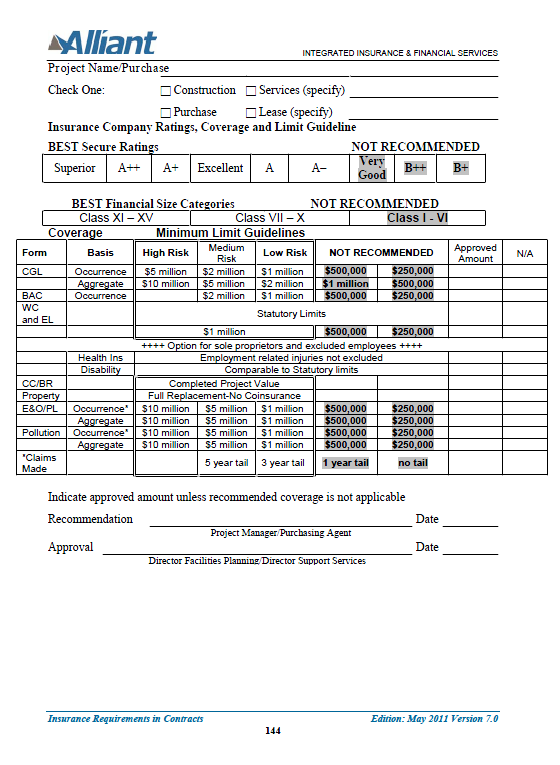 Alliant
INTEGRATED INSURANCE & FINANCIAL SERVICES
Project Name/Purchase
Check One: Construction Services (specify)
Purchase Lease (specify)
Insurance Company Ratings, Coverage and Limit Guideline
BEST Secure Ratings NOT RECOMMENDED
Superior A++ A+ Excellent A A– Very Good B++ B+
BEST Financial Size Categories NOT RECOMMENDED
Class XI – XV Class VII – X Class I - VI
Coverage Minimum Limit Guidelines
Form Basis High Risk Medium Risk Low Risk NOT RECOMMENDED Approved Amount N/A
CGL Occurrence $5 million $2 million $1 million $500,000 $250,000
Aggregate $10 million $5 million $2 million $1 million $500,000
BAC Occurrence $2 million $1 million $500,000 $250,000
WC and EL Statutory Limits
$1 million $500,000 $250,000
++++ Option for sole proprietors and excluded employees ++++
Health Ins Employment related injuries not excluded
Disability Comparable to Statutory limits
CC/BR Completed Project Value
Property Full Replacement-No Coinsurance
E&O/PL Occurrence* $10 million $5 million $1 million $500,000 $250,000
Aggregate $10 million $5 million $1 million $500,000 $250,000
Pollution Occurrence* $10 million $5 million $1 million $500,000 $250,000
Aggregate $10 million $5 million $1 million $500,000 $250,000
*Claims Made 5 year tail 3 year tail 1 year tail no tail
Indicate approved amount unless recommended coverage is not applicable
Recommendation Date
Project Manager/Purchasing Agent
Approval Date
Director Facilities Planning/Director Support Services
Insurance Requirements in Contracts Edition: May 2011 Version 7.0
144